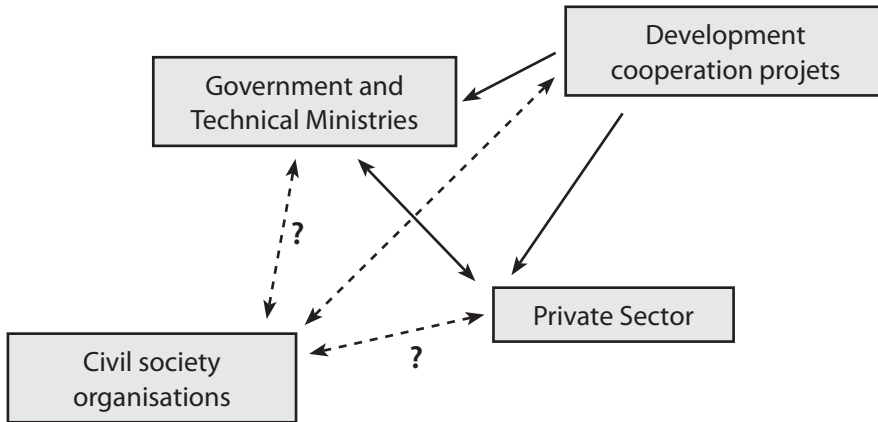 Development
cooperation projets
Government and
Technical Ministries
?
Private Sector
?
Civil society
organisations